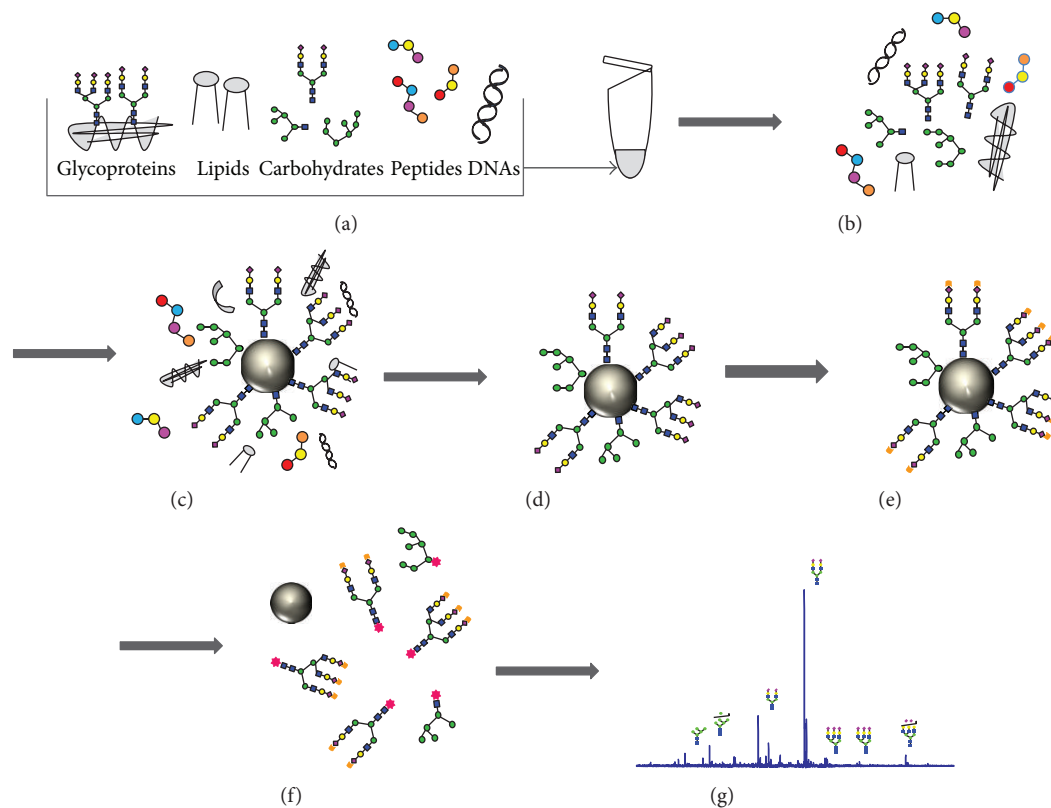 Glycoproteins Lipids Carbohydrates Peptides DNAs
(a)
(b)
(c)
(d)
(e)
(f)
(g)